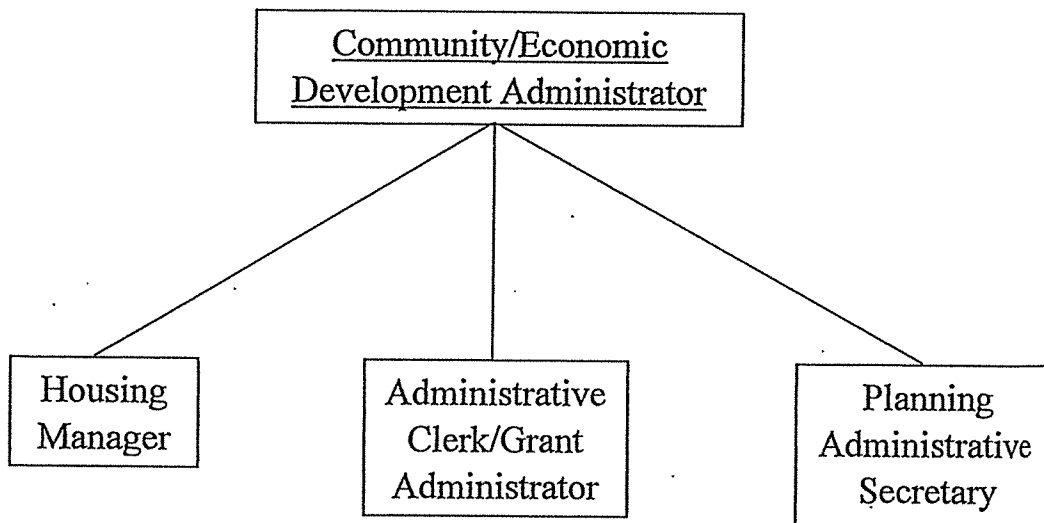 Community/Economic
Development Administrator
Housing
Manager
Administrative
Clerk/Grant
Administrator
Planning
Administrative
Secretary